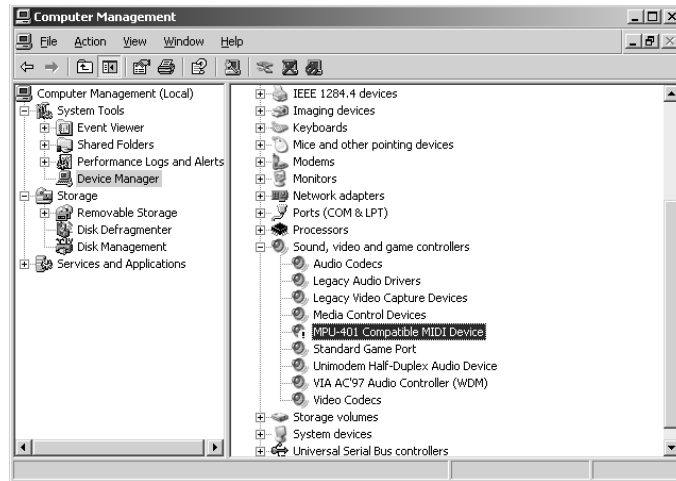 Computer Management
File Action View Window Help
Computer Management (Local)
System Tools
Event Viewer
Shared Folders
Performance Logs and Alerts
Device Manager
Storage
Removable Storage
Disk Defragmenter
Disk Management
Services and Applications
IEEE 1284.4 devices
Imaging devices
Keyboards
Mice and other pointing devices
Modems
Monitors
Network adapters
Ports (COM & LPT)
Processors
Sound, video and game controllers
Audio Codecs
Legacy Audio Drivers
Legacy Video Capture Devices
Media Control Devices
MPU-401 Compatible MIDI Device
Standard Game Port
Unimodem Half-Duplex Audio Device
VIA AC'97 Audio Controller (WDM)
Video Codecs
Storage volumes
System devices
Universal Serial Bus controllers